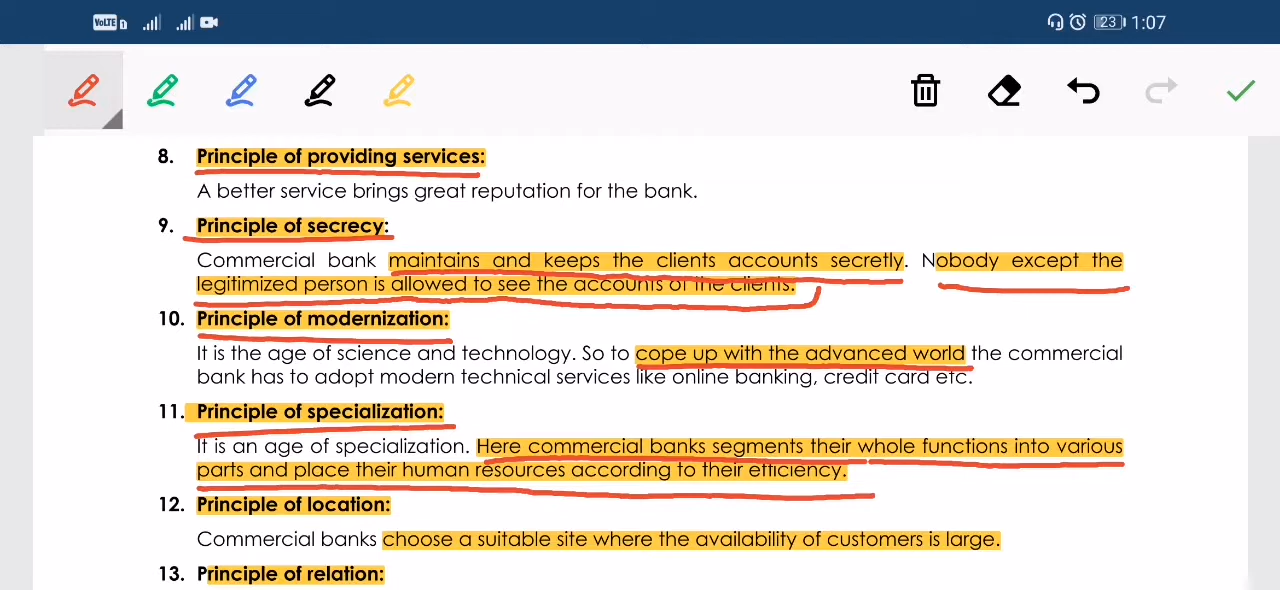 VoLTE 1 23 1:07
8. Principle of providing services:
A better service brings great reputation for the bank.
9. Principle of secrecy:
Commercial bank maintains and keeps the clients accounts secretly. Nobody except the
legitimized person is allowed to see the accounts of the clients.
10. Principle of modernization:
It is the age of science and technology. So to cope up with the advanced world the commercial
bank has to adopt modern technical services like online banking, credit card etc.
11. Principle of specialization:
It is an age of specialization. Here commercial banks segments their whole functions into various
parts and place their human resources according to their efficiency.
12. Principle of location:
Commercial banks choose a suitable site where the availability of customers is large.
13. Principle of relation: